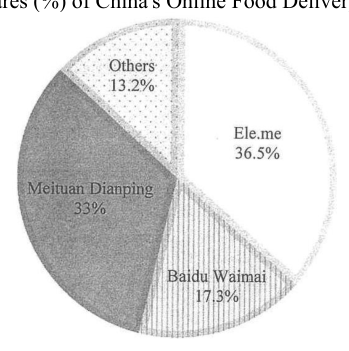 ares (%) of China's Online Food Deliver
Others
13.2%
Ele.me
36.5%
Meituan Dianping
33%
Baidu Waimai
17.3%